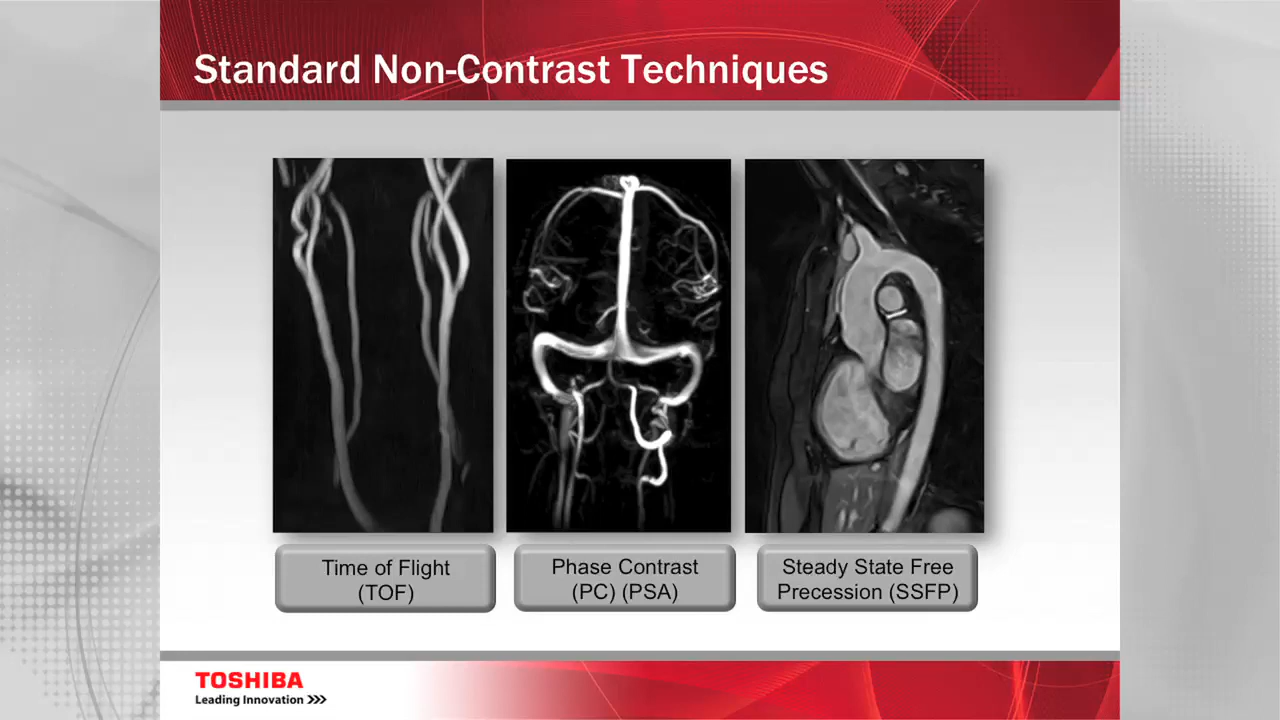 Standard Non-Contrast Techniques
Time of Flight
(TOF)
Phase Contrast
(PC) (PSA)
Steady State Free
Precession (SSFP)
TOSHIBA
Leading Innovation >>>